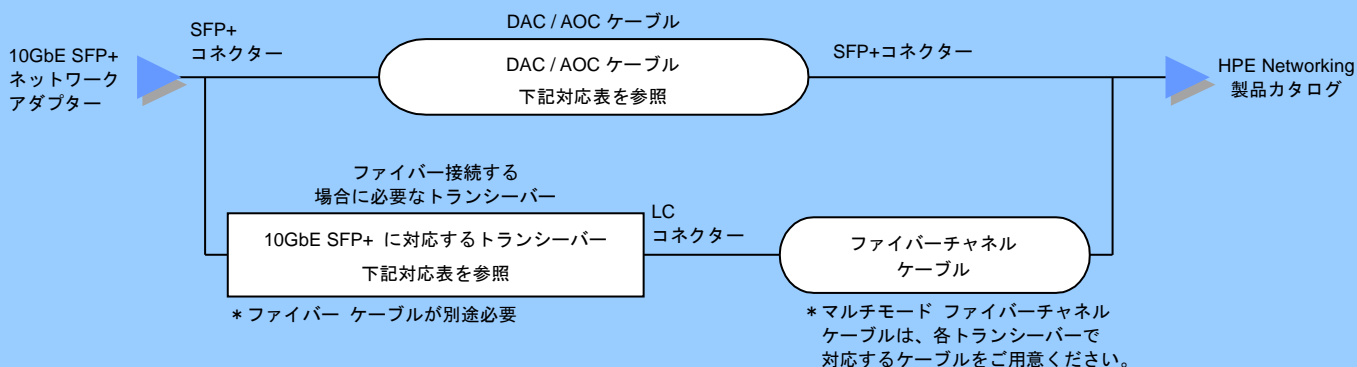 10GbE SFP+
ネットワーク
アダプター
SFP+
コネクター
DAC / AOC ケーブル
DAC / AOC ケーブル
下記対応表を参照
SFP+コネクター
HPE Networking
製品カタログ
ファイバー接続する
場合に必要なトランシーバー
10GbE SFP+ に対応するトランシーバー
下記対応表を参照
＊ファイバー ケーブルが別途必要
LC
コネクター
ファイバーチャネル
ケーブル
＊マルチモード ファイバーチャネル
ケーブルは、各トランシーバーで
対応するケーブルをご用意ください。